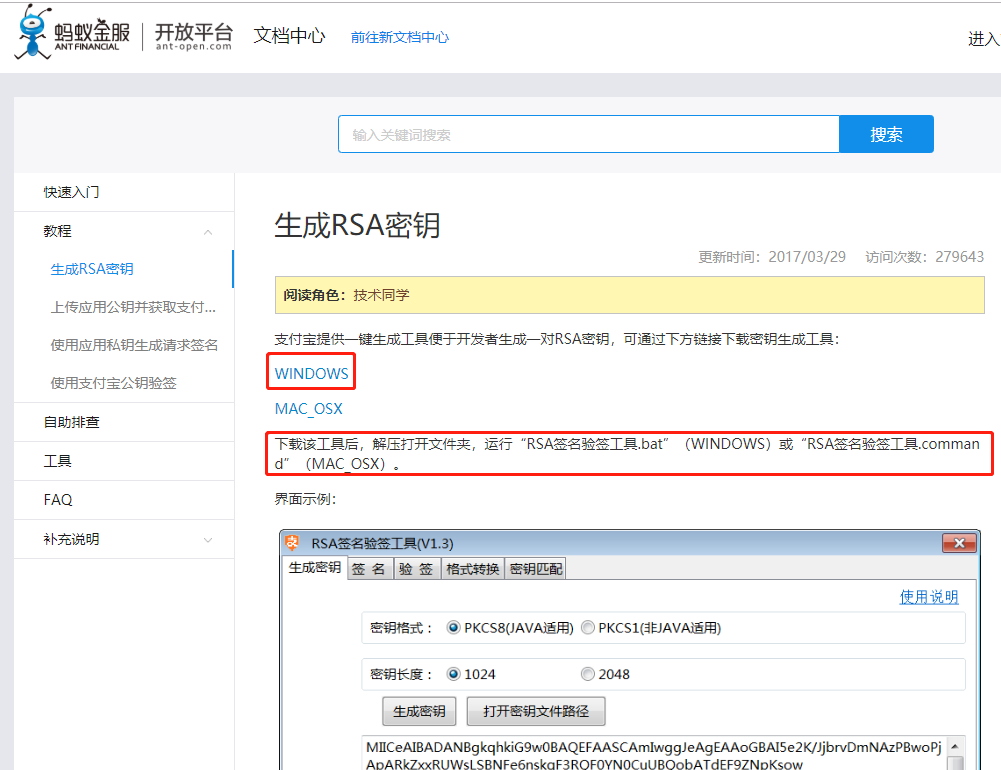 蚂蚁金服
ANT FINANCIAL
开放平台
ant-open.com
文档中心
前往新文档中心
进入
输入关键词搜索
搜索
快速入门
教程
生成RSA密钥
上传应用公钥并获取支付...
使用应用私钥生成请求签名
使用支付宝公钥验签
自助排查
工具
FAQ
补充说明
生成RSA密钥
更新时间：2017/03/29 访问次数：279643
阅读角色：技术同学
支付宝提供一键生成工具便于开发者生成一对RSA密钥，可通过下方链接下载密钥生成工具：
WINDOWS
MAC_OSX
下载该工具后，解压打开文件夹，运行“RSA签名验签工具.bat”（WINDOWS）或“RSA签名验签工具.comman
d”（MAC_OSX）。
界面示例：
RSA签名验签工具(V1.3)
生成密钥 签 名 验 签 格式转换 密钥匹配
使用说明
密钥格式： PKCS8(JAVA适用) PKCS1(非JAVA适用)
密钥长度： 1024 2048
生成密钥 打开密钥文件路径
MIICeAIBADANBgkqhkiG9w0BAQEFAASCAmIwggJeAgEAAoGBAI5e2K/JjbrvDmNAzPBwoPj
ApARkZxxRUWsLSBNFe6nskgF3ROF0YN0CuUBOobATdEF9ZNpKsow